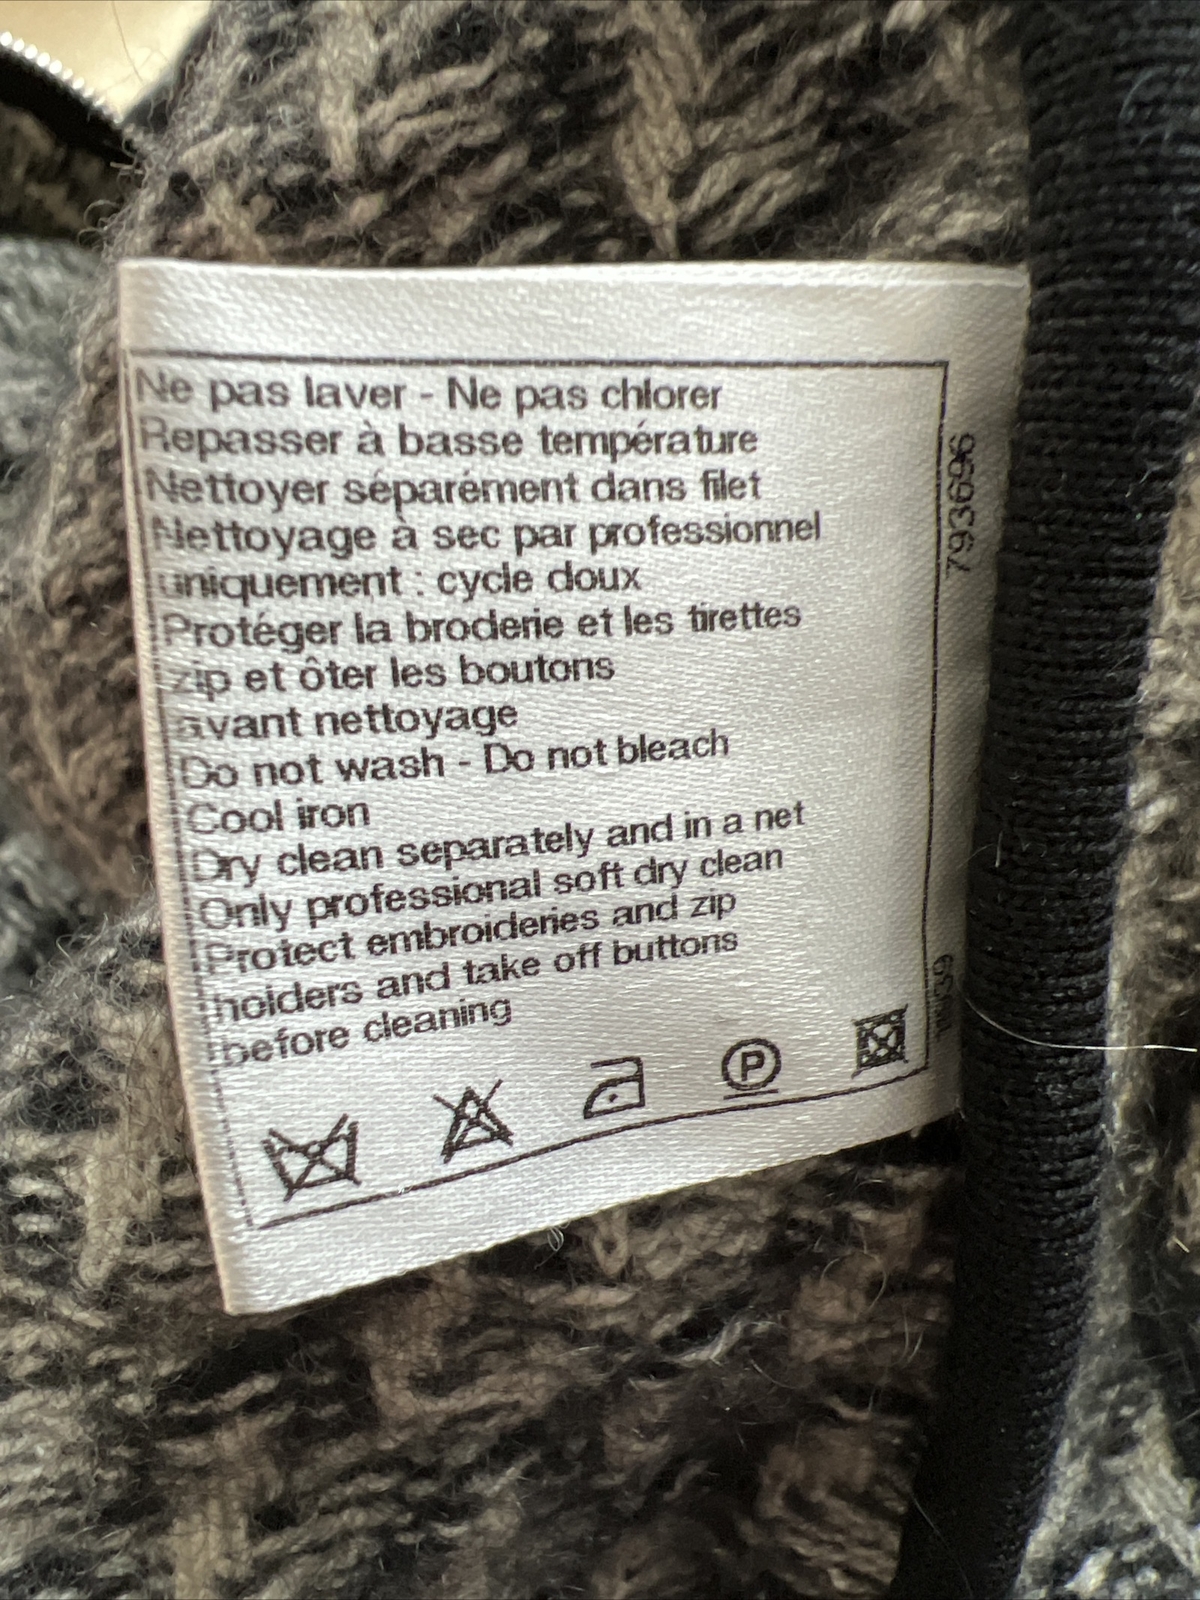 Ne pas laver - Ne pas chlorer
Repasser à basse température
Nettoyer séparément dans filet
Nettoyage à sec par professionnel
uniquement : cycle doux
Protéger la broderie et les tirettes
zip et ôter les boutons
avant nettoyage
Do not wash - Do not bleach
Cool iron
Dry clean separately and in a net
Only professional soft dry clean
Protect embroideries and zip
holders and take off buttons
before cleaning
P
7936696